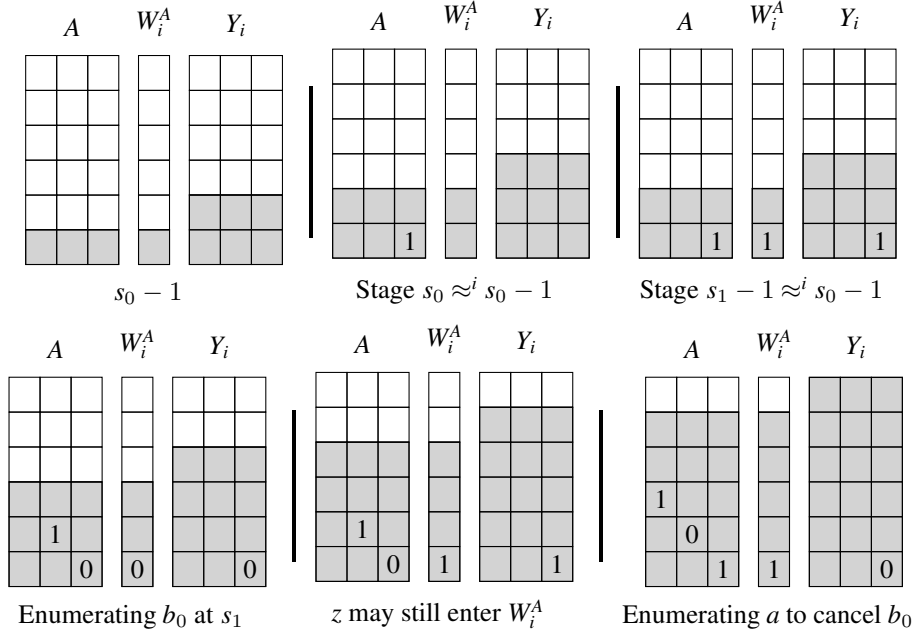 A W_i^A Y_i A W_i^A Y_i A W_i^A Y_i
1 1 1 1
s_0 − 1 Stage s_0 ≈^i s_0 − 1 Stage s_1 − 1 ≈^i s_0 − 1
A W_i^A Y_i A W_i^A Y_i A W_i^A Y_i
1
1 1 0
0 0 0 0 1 1 1 1 0
Enumerating b_0 at s_1 z may still enter W_i^A Enumerating a to cancel b_0